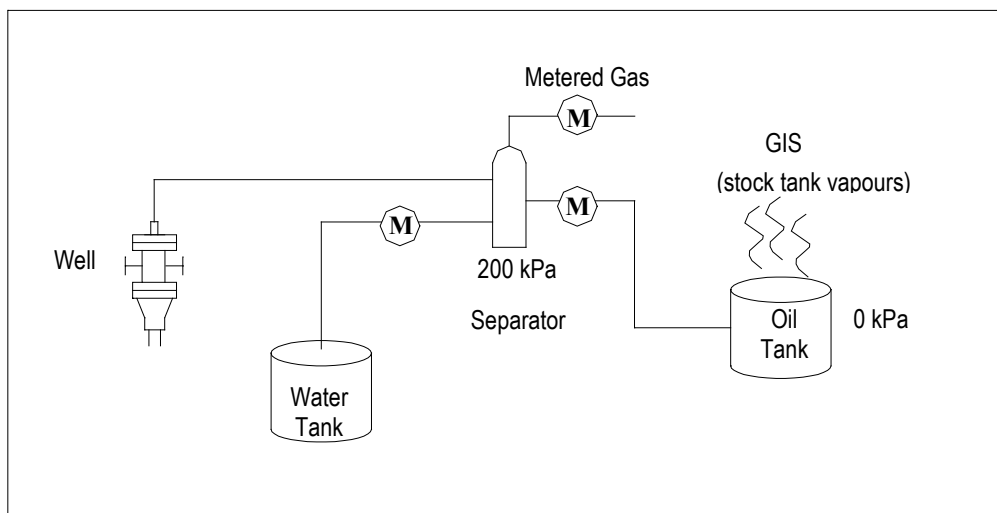 Metered Gas
M
GIS
(stock tank vapours)
M
M
Well
200 kPa
Separator
Oil
Tank
0 kPa
Water
Tank